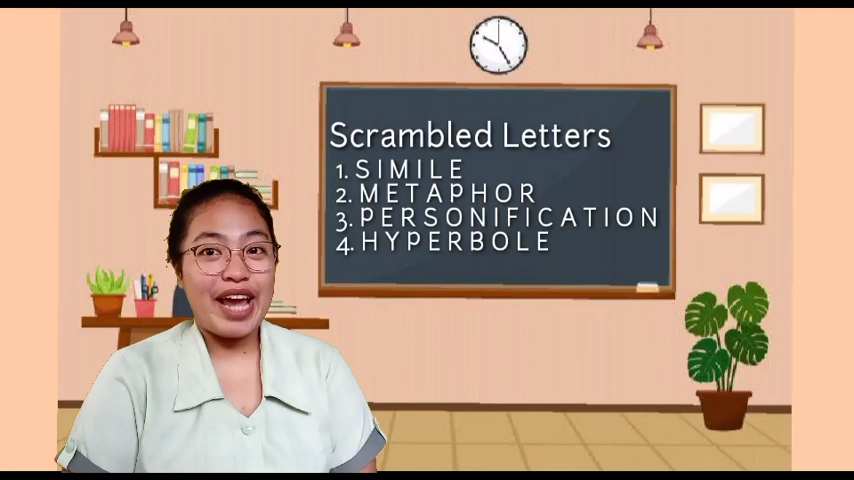 Scrambled Letters
1. SIMILE
2. METAPHOR
3. PERSONIFICATION
4. HYPERBOLE